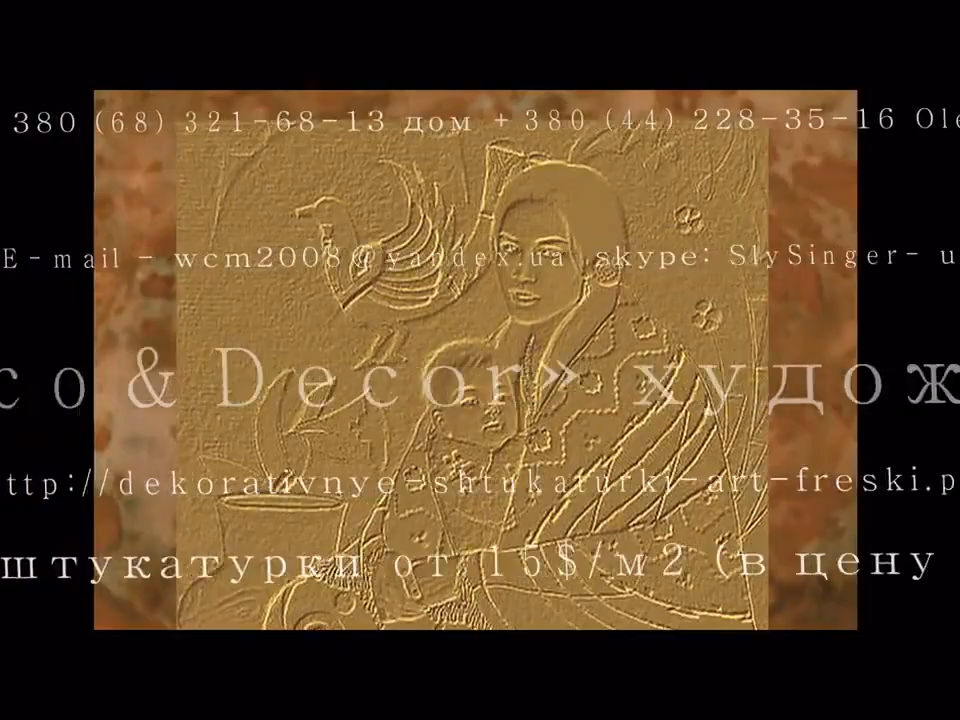 380 (68) 321-68-13 дом +380 (44) 228-35-16 Ole
E-mail - wcm2008@yandex.ua skype: SlySinger- u
co & Decor» худож
ttp://dekorativnye-shtukaturki-art-freski.p
штукатурки от 15$/м2 (в цену